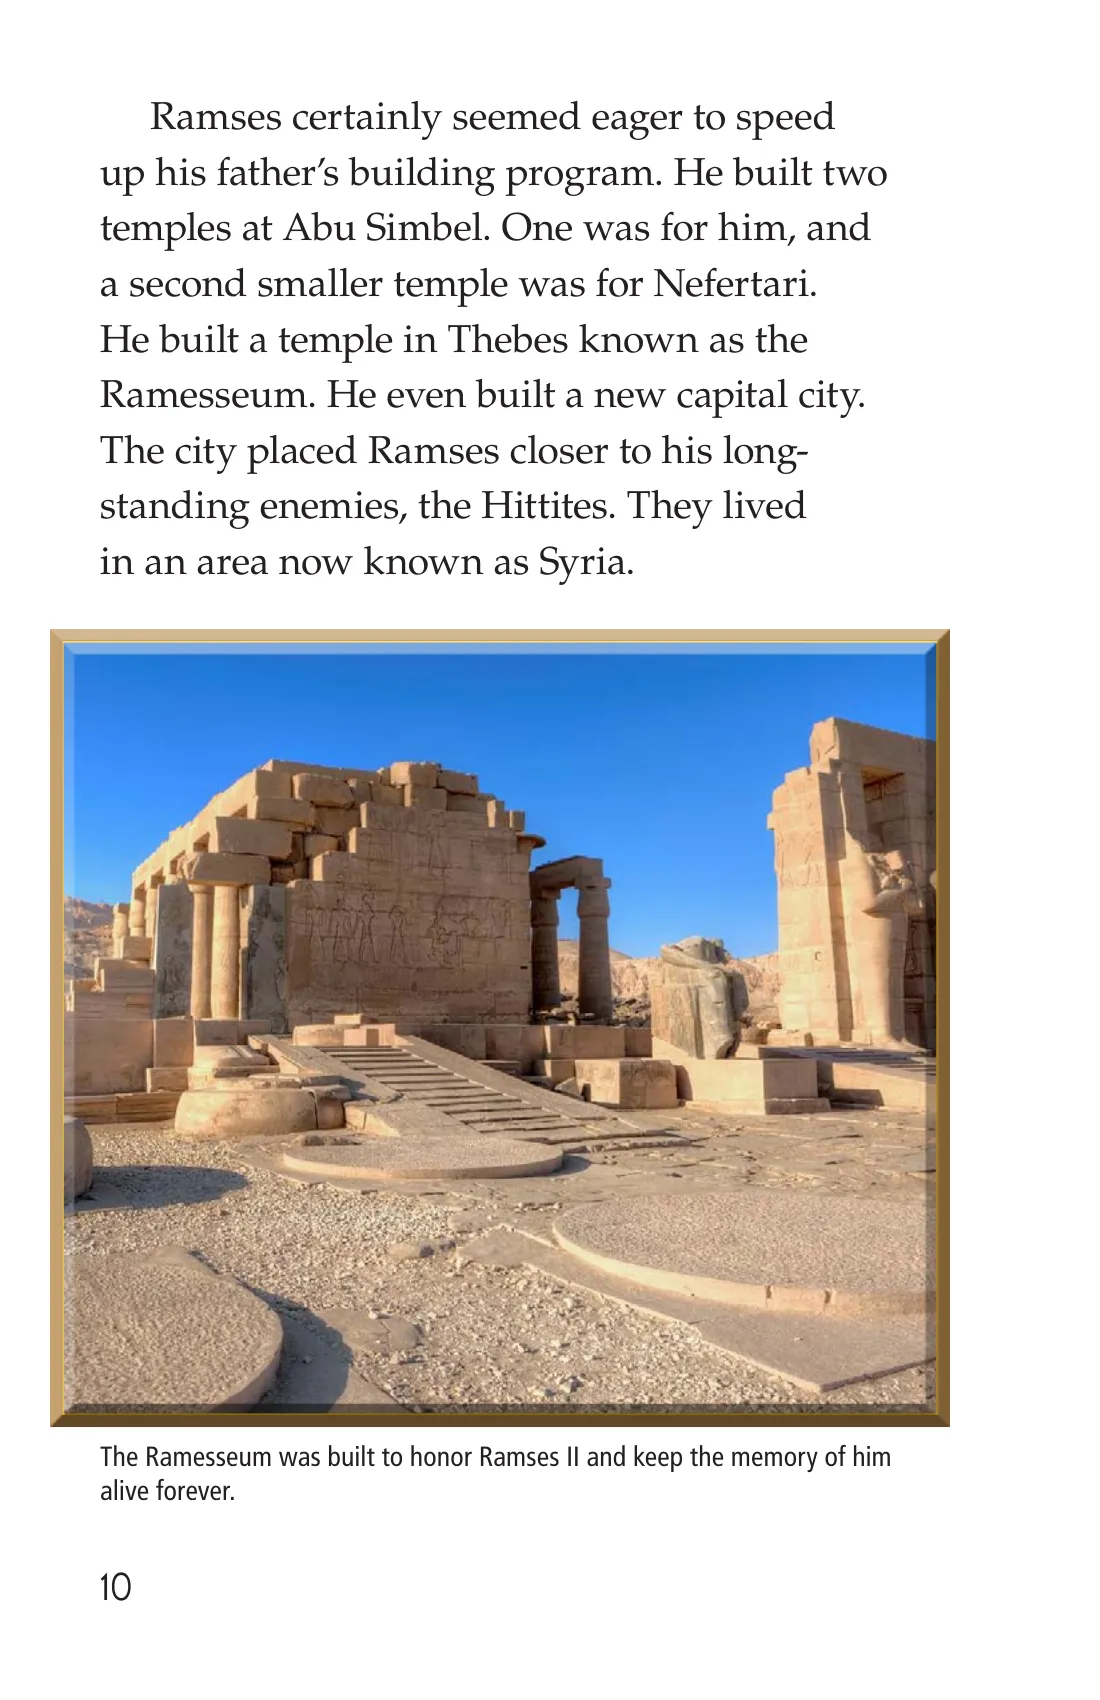 Ramses certainly seemed eager to speed
up his father’s building program. He built two
temples at Abu Simbel. One was for him, and
a second smaller temple was for Nefertari.
He built a temple in Thebes known as the
Ramesseum. He even built a new capital city.
The city placed Ramses closer to his long-
standing enemies, the Hittites. They lived
in an area now known as Syria.
The Ramesseum was built to honor Ramses II and keep the memory of him
alive forever.
10